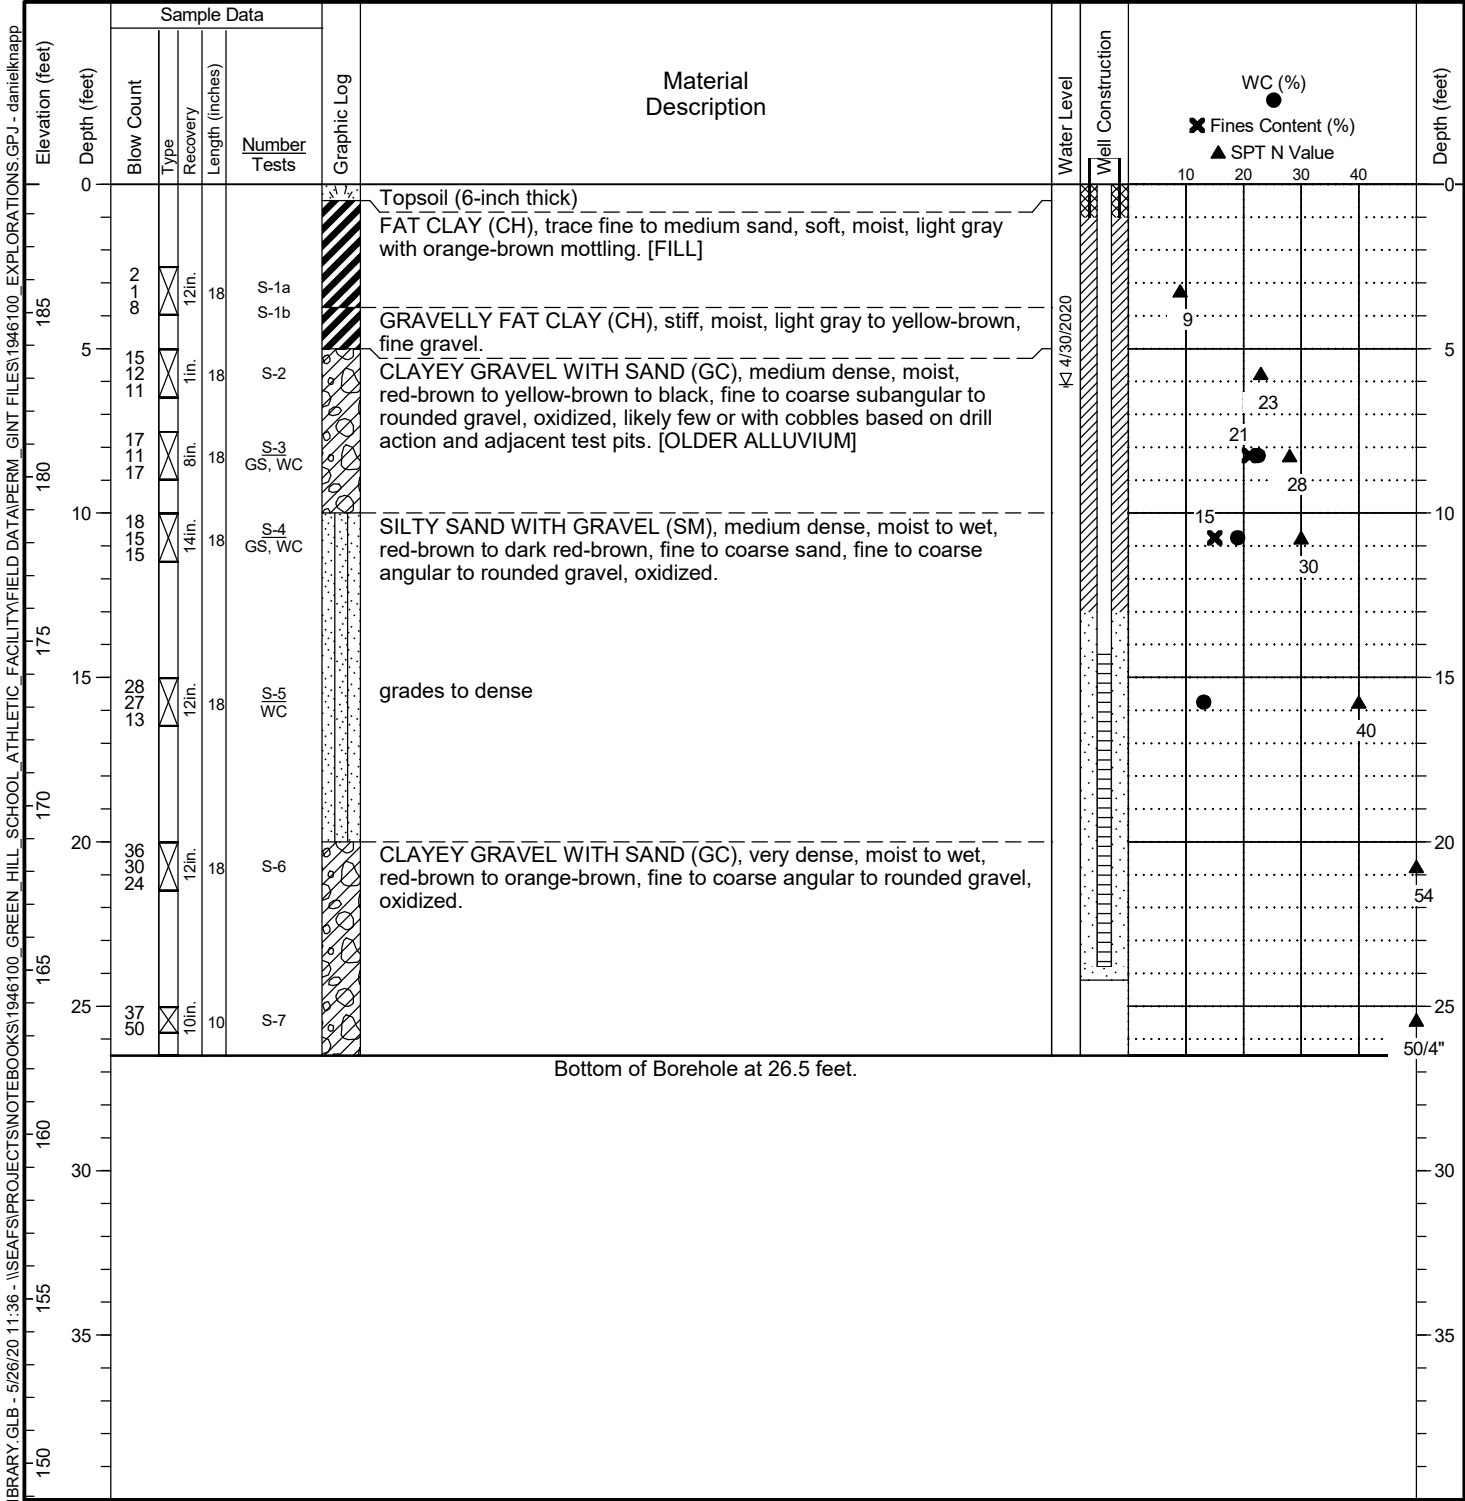 IBRARY.GLB - 5/26/20 11:36 - \\SEAFS\PROJECTS\NOTEBOOKS\1946100_GREEN_HILL_SCHOOL_ATHLETIC_FACILITY\FIELD DATA\PERM_GINT FILES\1946100_EXPLORATIONS.GPJ - danielknapp
Sample Data
Elevation (feet)
Depth (feet)
Blow Count
Type
Recovery
Length (inches)
Number
Tests
Graphic Log
Material
Description
Water Level
Well Construction
WC (%)
Fines Content (%)
SPT N Value
10 20 30 40
Depth (feet)
0
Topsoil (6-inch thick)
0
FAT CLAY (CH), trace fine to medium sand, soft, moist, light gray
with orange-brown mottling. [FILL]
2
1
8
12in.
18
S-1a
S-1b
185
GRAVELLY FAT CLAY (CH), stiff, moist, light gray to yellow-brown,
fine gravel.
4/30/2020
9
5
5
15
12
11
1in.
18
S-2
CLAYEY GRAVEL WITH SAND (GC), medium dense, moist,
red-brown to yellow-brown to black, fine to coarse subangular to
rounded gravel, oxidized, likely few or with cobbles based on drill
action and adjacent test pits. [OLDER ALLUVIUM]
23
17
11
17
8in.
18
S-3
GS, WC
21
28
180
10
10
18
15
15
14in.
18
S-4
GS, WC
SILTY SAND WITH GRAVEL (SM), medium dense, moist to wet,
red-brown to dark red-brown, fine to coarse sand, fine to coarse
angular to rounded gravel, oxidized.
15
30
175
15
15
28
27
13
12in.
18
S-5
WC
grades to dense
40
170
20
20
36
30
24
12in.
18
S-6
CLAYEY GRAVEL WITH SAND (GC), very dense, moist to wet,
red-brown to orange-brown, fine to coarse angular to rounded gravel,
oxidized.
54
165
25
25
37
50
10in.
10
S-7
50/4"
Bottom of Borehole at 26.5 feet.
160
30
30
155
35
35
150